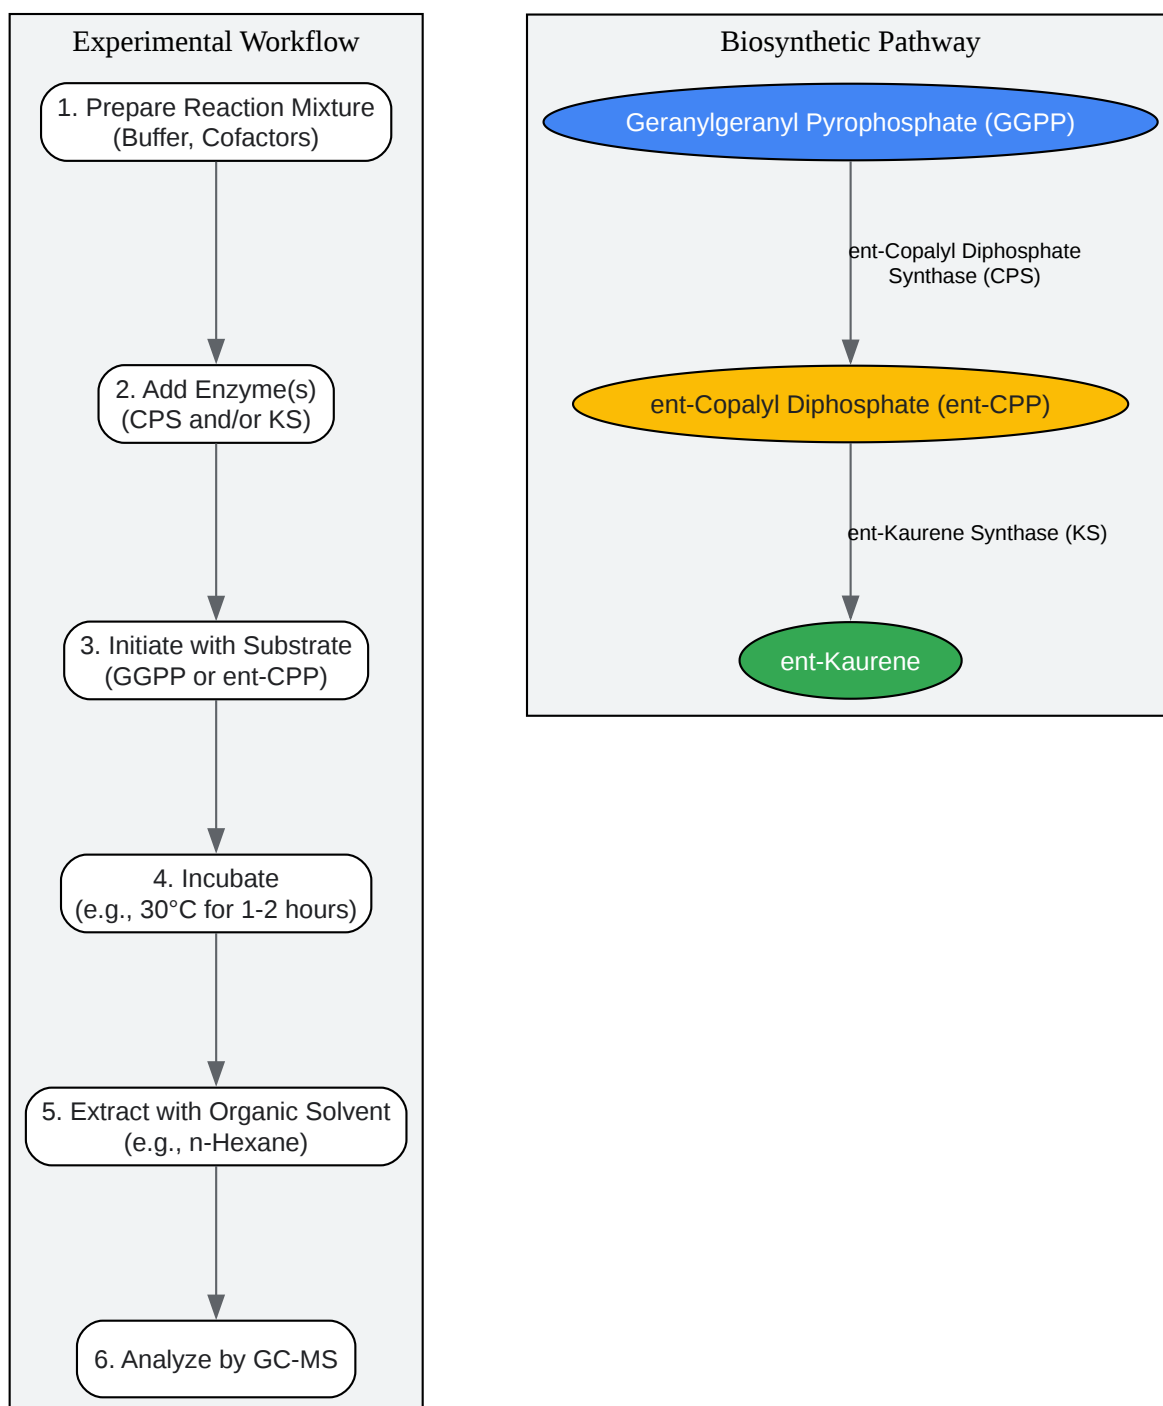 Experimental Workflow
1. Prepare Reaction Mixture
(Buffer, Cofactors)
2. Add Enzyme(s)
(CPS and/or KS)
3. Initiate with Substrate
(GGPP or ent-CPP)
4. Incubate
(e.g., 30°C for 1-2 hours)
5. Extract with Organic Solvent
(e.g., n-Hexane)
6. Analyze by GC-MS
Biosynthetic Pathway
Geranylgeranyl Pyrophosphate (GGPP)
ent-Copalyl Diphosphate
Synthase (CPS)
ent-Copalyl Diphosphate (ent-CPP)
ent-Kaurene Synthase (KS)
ent-Kaurene